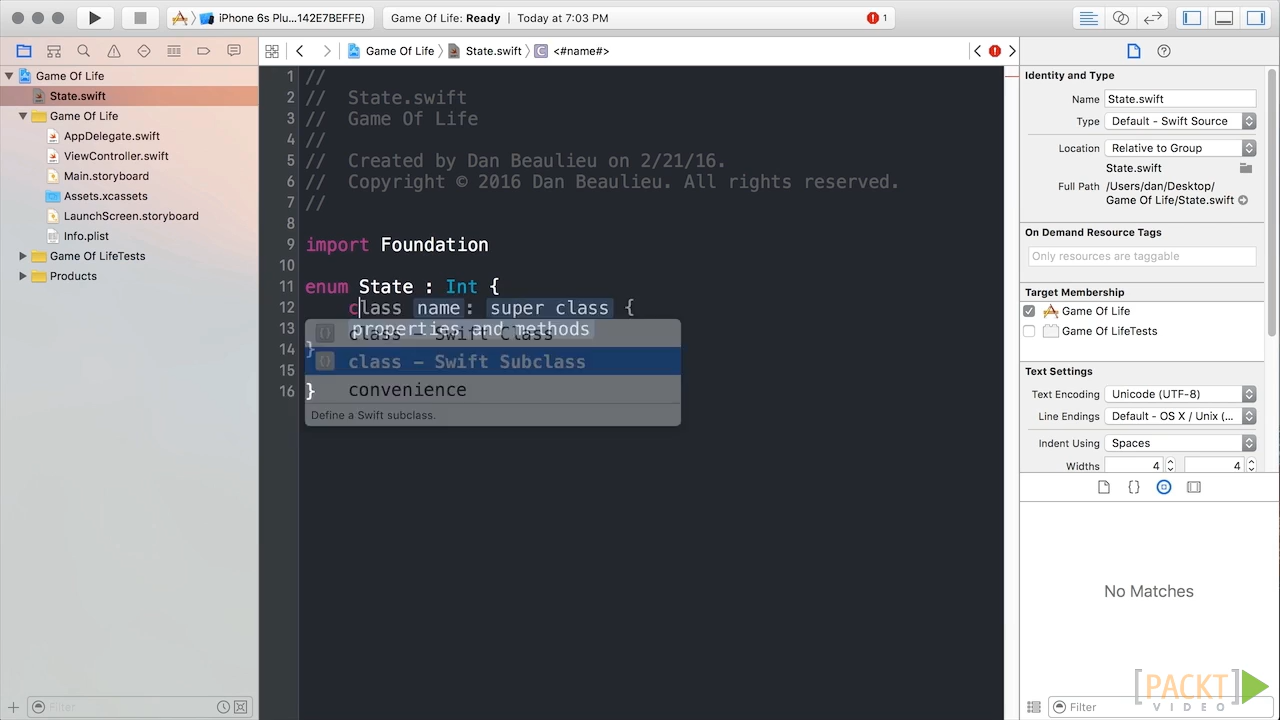 iPhone 6s Plu...142E7BEFFE)
Game Of Life: Ready
Today at 7:03 PM
1
Game Of Life
State.swift
<#name#>
Game Of Life
State.swift
Game Of Life
AppDelegate.swift
ViewController.swift
Main.storyboard
Assets.xcassets
LaunchScreen.storyboard
Info.plist
Game Of LifeTests
Products
Filter
1 //
2 //  State.swift
3 //  Game Of Life
4 //
5 //  Created by Dan Beaulieu on 2/21/16.
6 //  Copyright © 2016 Dan Beaulieu. All rights reserved.
7 //
8
9 import Foundation
10
11 enum State : Int {
12     class name: super class {
13 properties and methods
14 }
15
16 }
class – Swift Class
class – Swift Subclass
convenience
Define a Swift subclass.
Identity and Type
Name State.swift
Type Default - Swift Source
Location Relative to Group
State.swift
Full Path /Users/dan/Desktop/
Game Of Life/State.swift
On Demand Resource Tags
Only resources are taggable
Target Membership
Game Of Life
Game Of LifeTests
Text Settings
Text Encoding Unicode (UTF-8)
Line Endings Default - OS X / Unix (...
Indent Using Spaces
Widths 4 4
{}
No Matches
[PACKT]
VIDEO
Filter